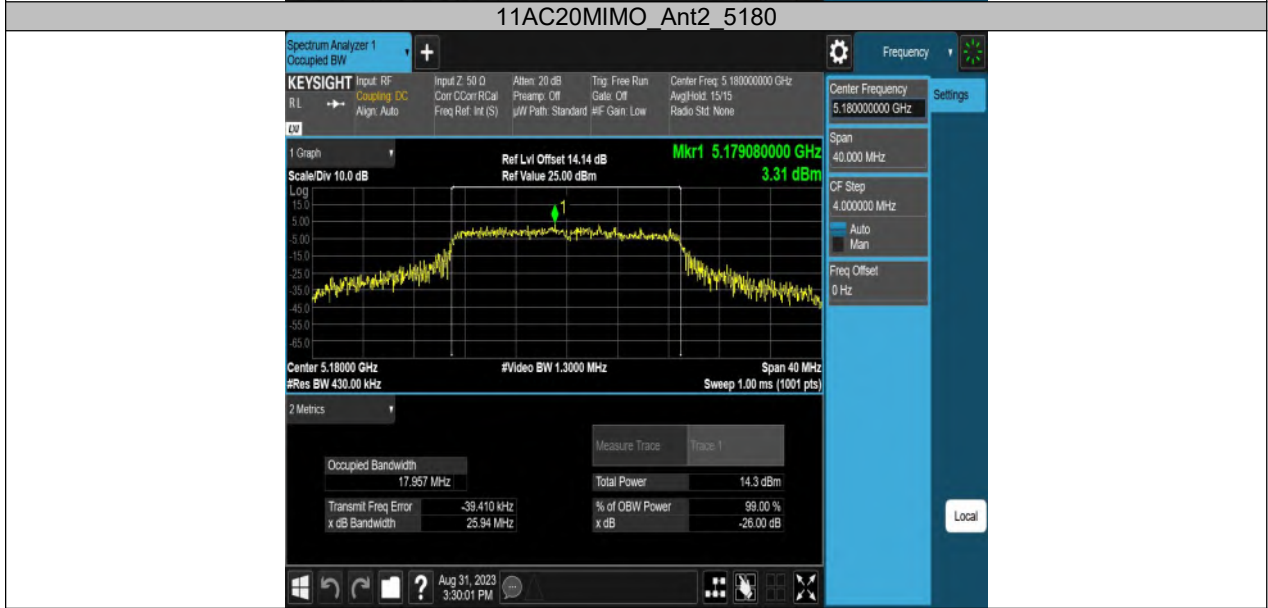 11AC20MIMO_Ant2_5180
Spectrum Analyzer 1
Occupied BW
+
Frequency
KEYSIGHT
RL
LXI
Input: RF
Coupling: DC
Align: Auto
Input Z: 50 Ω
Corr CCorr RCal
Freq Ref: Int (S)
Atten: 20 dB
Preamp: Off
µW Path: Standard
Trig: Free Run
Gate: Off
#IF Gain: Low
Center Freq: 5.180000000 GHz
Avg|Hold: 15/15
Radio Std: None
Center Frequency
5.180000000 GHz
Settings
Span
40.000 MHz
CF Step
4.000000 MHz
Auto
Man
Freq Offset
0 Hz
Local
1 Graph
Scale/Div 10.0 dB
Ref Lvl Offset 14.14 dB
Ref Value 25.00 dBm
Mkr1 5.179080000 GHz
3.31 dBm
Log
15.0
5.00
-5.00
-15.0
-25.0
-35.0
-45.0
-55.0
-65.0
1
Center 5.18000 GHz
#Res BW 430.00 kHz
#Video BW 1.3000 MHz
Span 40 MHz
Sweep 1.00 ms (1001 pts)
2 Metrics
Measure Trace Trace 1
Occupied Bandwidth
17.957 MHz
Total Power 14.3 dBm
Transmit Freq Error -39.410 kHz
% of OBW Power 99.00 %
x dB Bandwidth 25.94 MHz
x dB -26.00 dB
?
Aug 31, 2023
3:30:01 PM